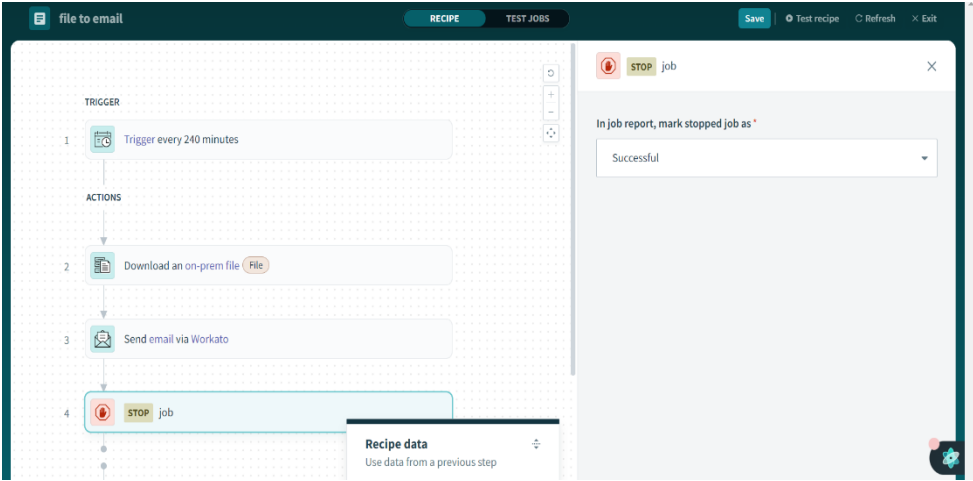 file to email
RECIPE
TEST JOBS
Save
Test recipe
Refresh
Exit
TRIGGER
1
Trigger every 240 minutes
ACTIONS
2
Download an on-prem file File
3
Send email via Workato
4
STOP job
Recipe data
Use data from a previous step
STOP job
In job report, mark stopped job as *
Successful